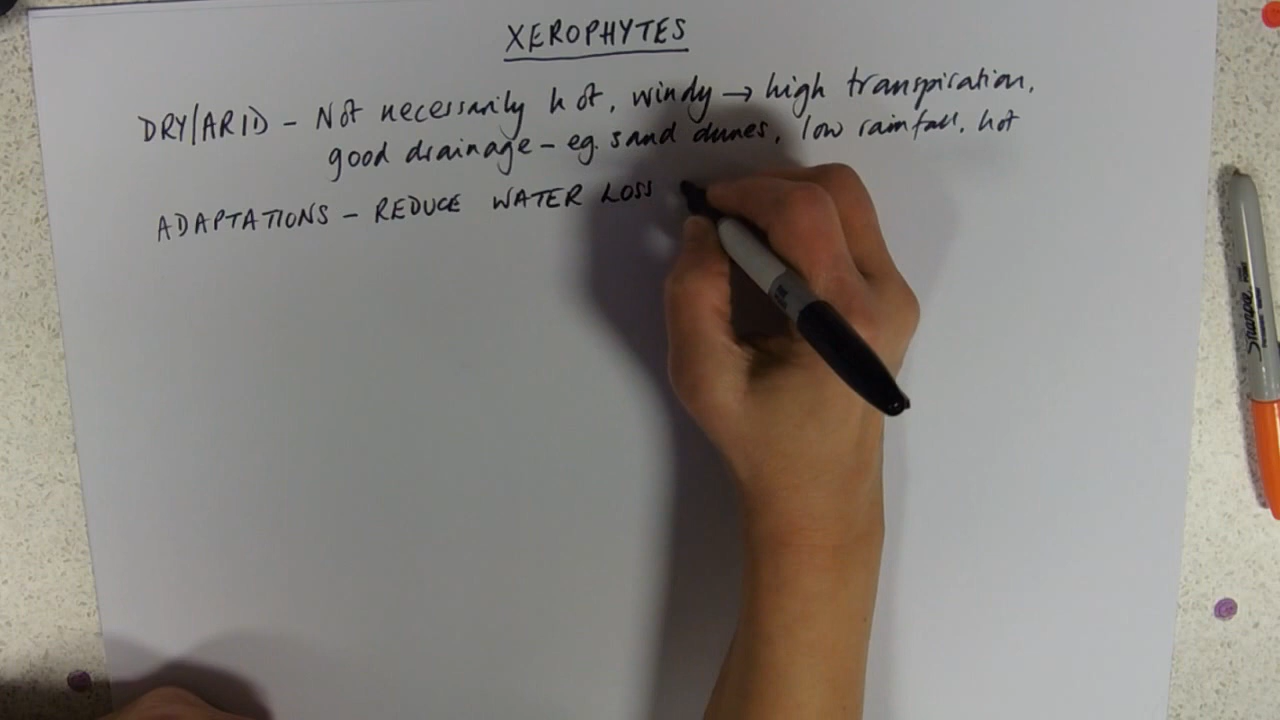 XEROPHYTES
DRY/ARID - Not necessarily hot, windy → high transpiration,
good drainage - eg. sand dunes, low rainfall, hot
ADAPTATIONS - REDUCE WATER LOSS
Sharpie